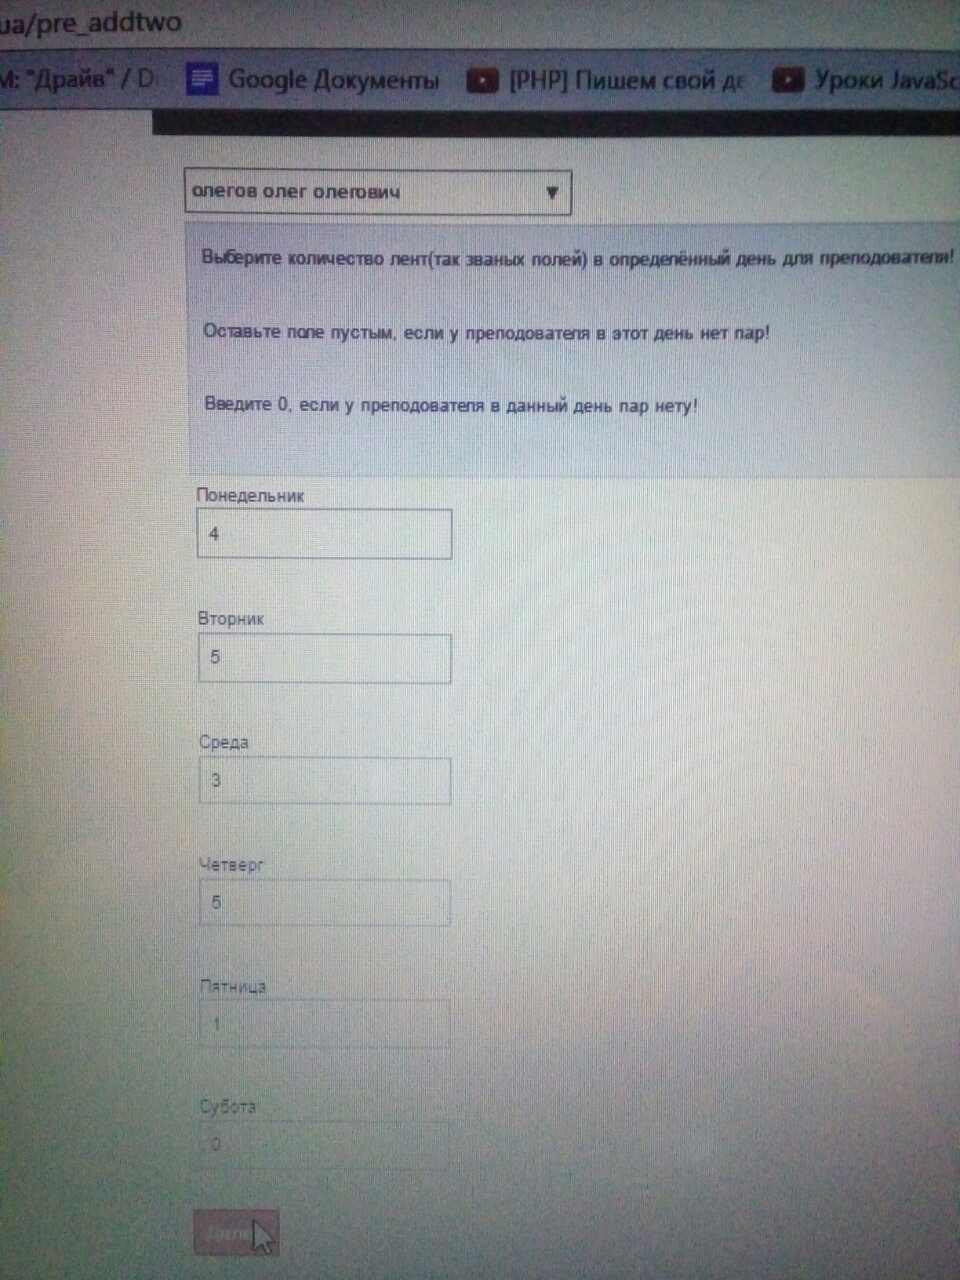 ua/pre_addtwo
М: "Драйв" / D Google Документы [PHP] Пишем свой де Уроки JavaSc
олегов олег олегович
Выберите количество лент(так званых полей) в определённый день для преподователя!
Оставьте поле пустым, если у преподователя в этот день нет пар!
Введите 0, если у преподователя в данный день пар нету!
Понедельник
4
Вторник
5
Среда
3
Четверг
5
Пятница
1
Субота
0